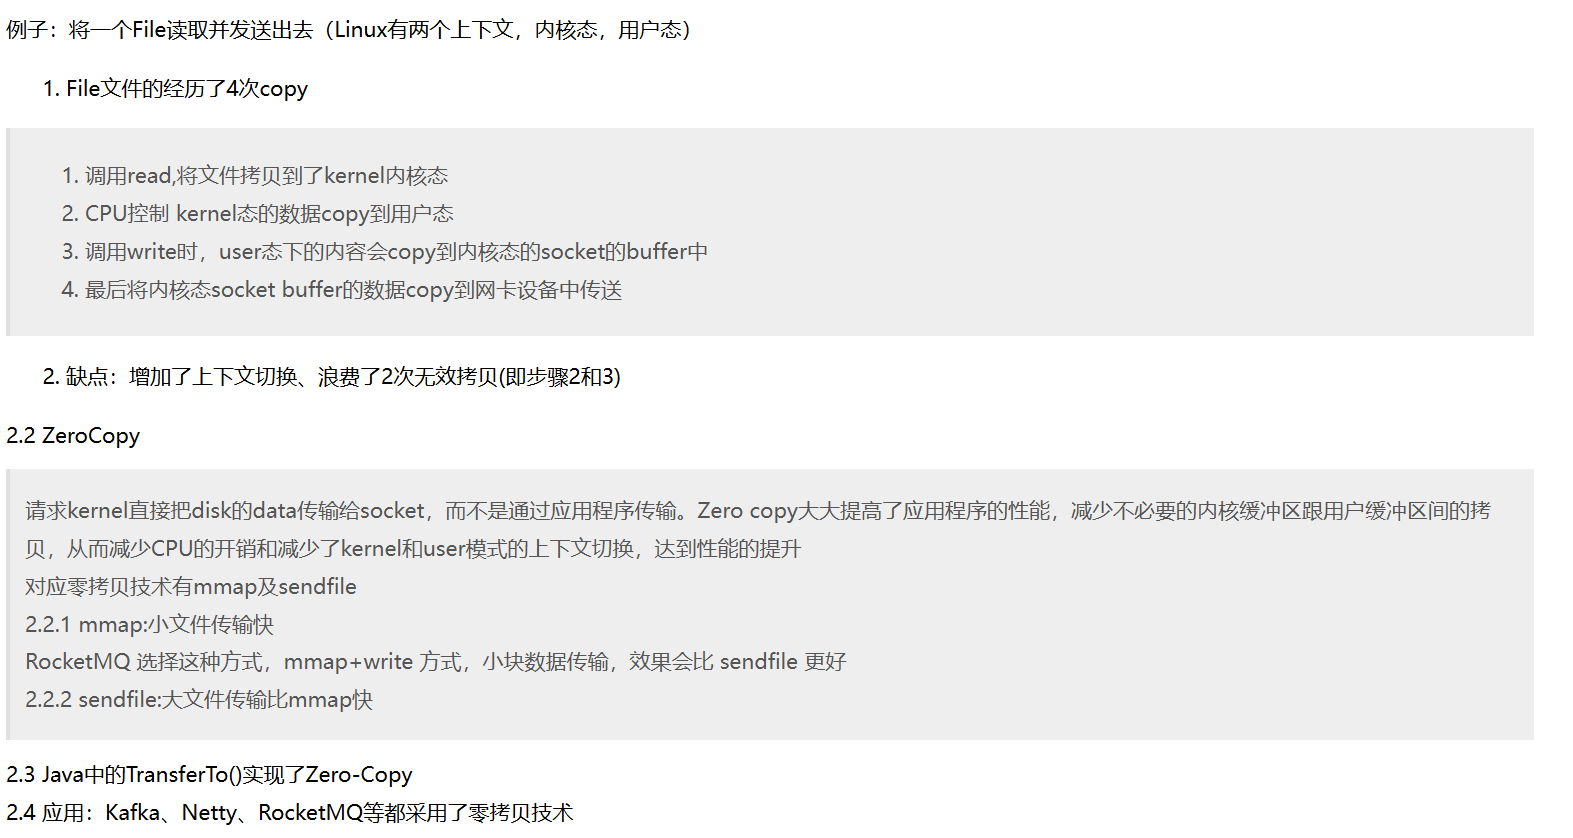 例子：将一个File读取并发送出去（Linux有两个上下文，内核态，用户态）
1. File文件的经历了4次copy
1. 调用read,将文件拷贝到了kernel内核态
2. CPU控制 kernel态的数据copy到用户态
3. 调用write时，user态下的内容会copy到内核态的socket的buffer中
4. 最后将内核态socket buffer的数据copy到网卡设备中传送
2. 缺点：增加了上下文切换、浪费了2次无效拷贝(即步骤2和3)
2.2 ZeroCopy
请求kernel直接把disk的data传输给socket，而不是通过应用程序传输。Zero copy大大提高了应用程序的性能，减少不必要的内核缓冲区跟用户缓冲区间的拷
贝，从而减少CPU的开销和减少了kernel和user模式的上下文切换，达到性能的提升
对应零拷贝技术有mmap及sendfile
2.2.1 mmap:小文件传输快
RocketMQ 选择这种方式，mmap+write 方式，小块数据传输，效果会比 sendfile 更好
2.2.2 sendfile:大文件传输比mmap快
2.3 Java中的TransferTo()实现了Zero-Copy
2.4 应用：Kafka、Netty、RocketMQ等都采用了零拷贝技术